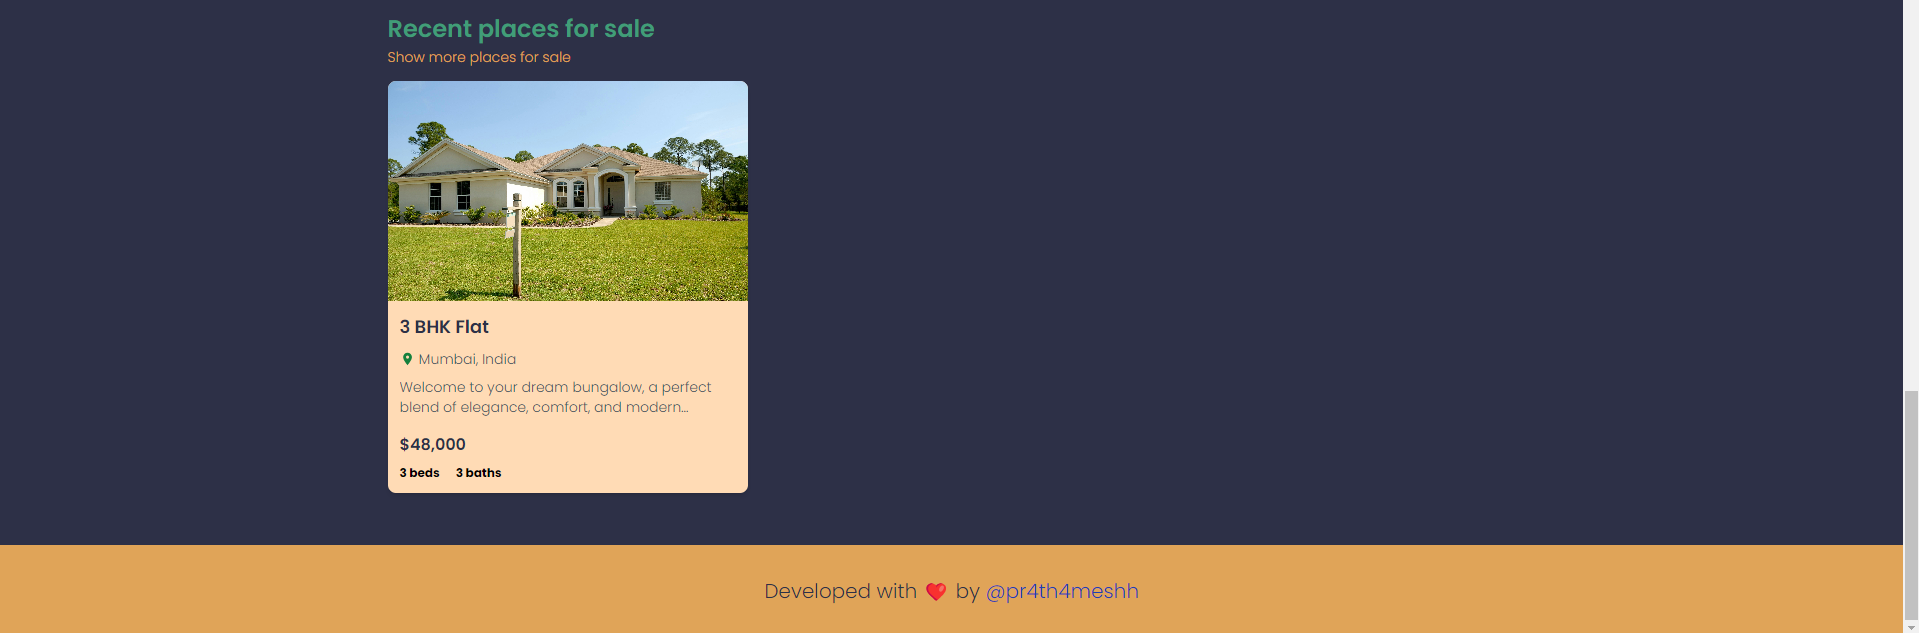 Recent places for sale
Show more places for sale
3 BHK Flat
Mumbai, India
Welcome to your dream bungalow, a perfect
blend of elegance, comfort, and modern...
$48,000
3 beds 3 baths
Developed with ❤️ by @pr4th4meshh